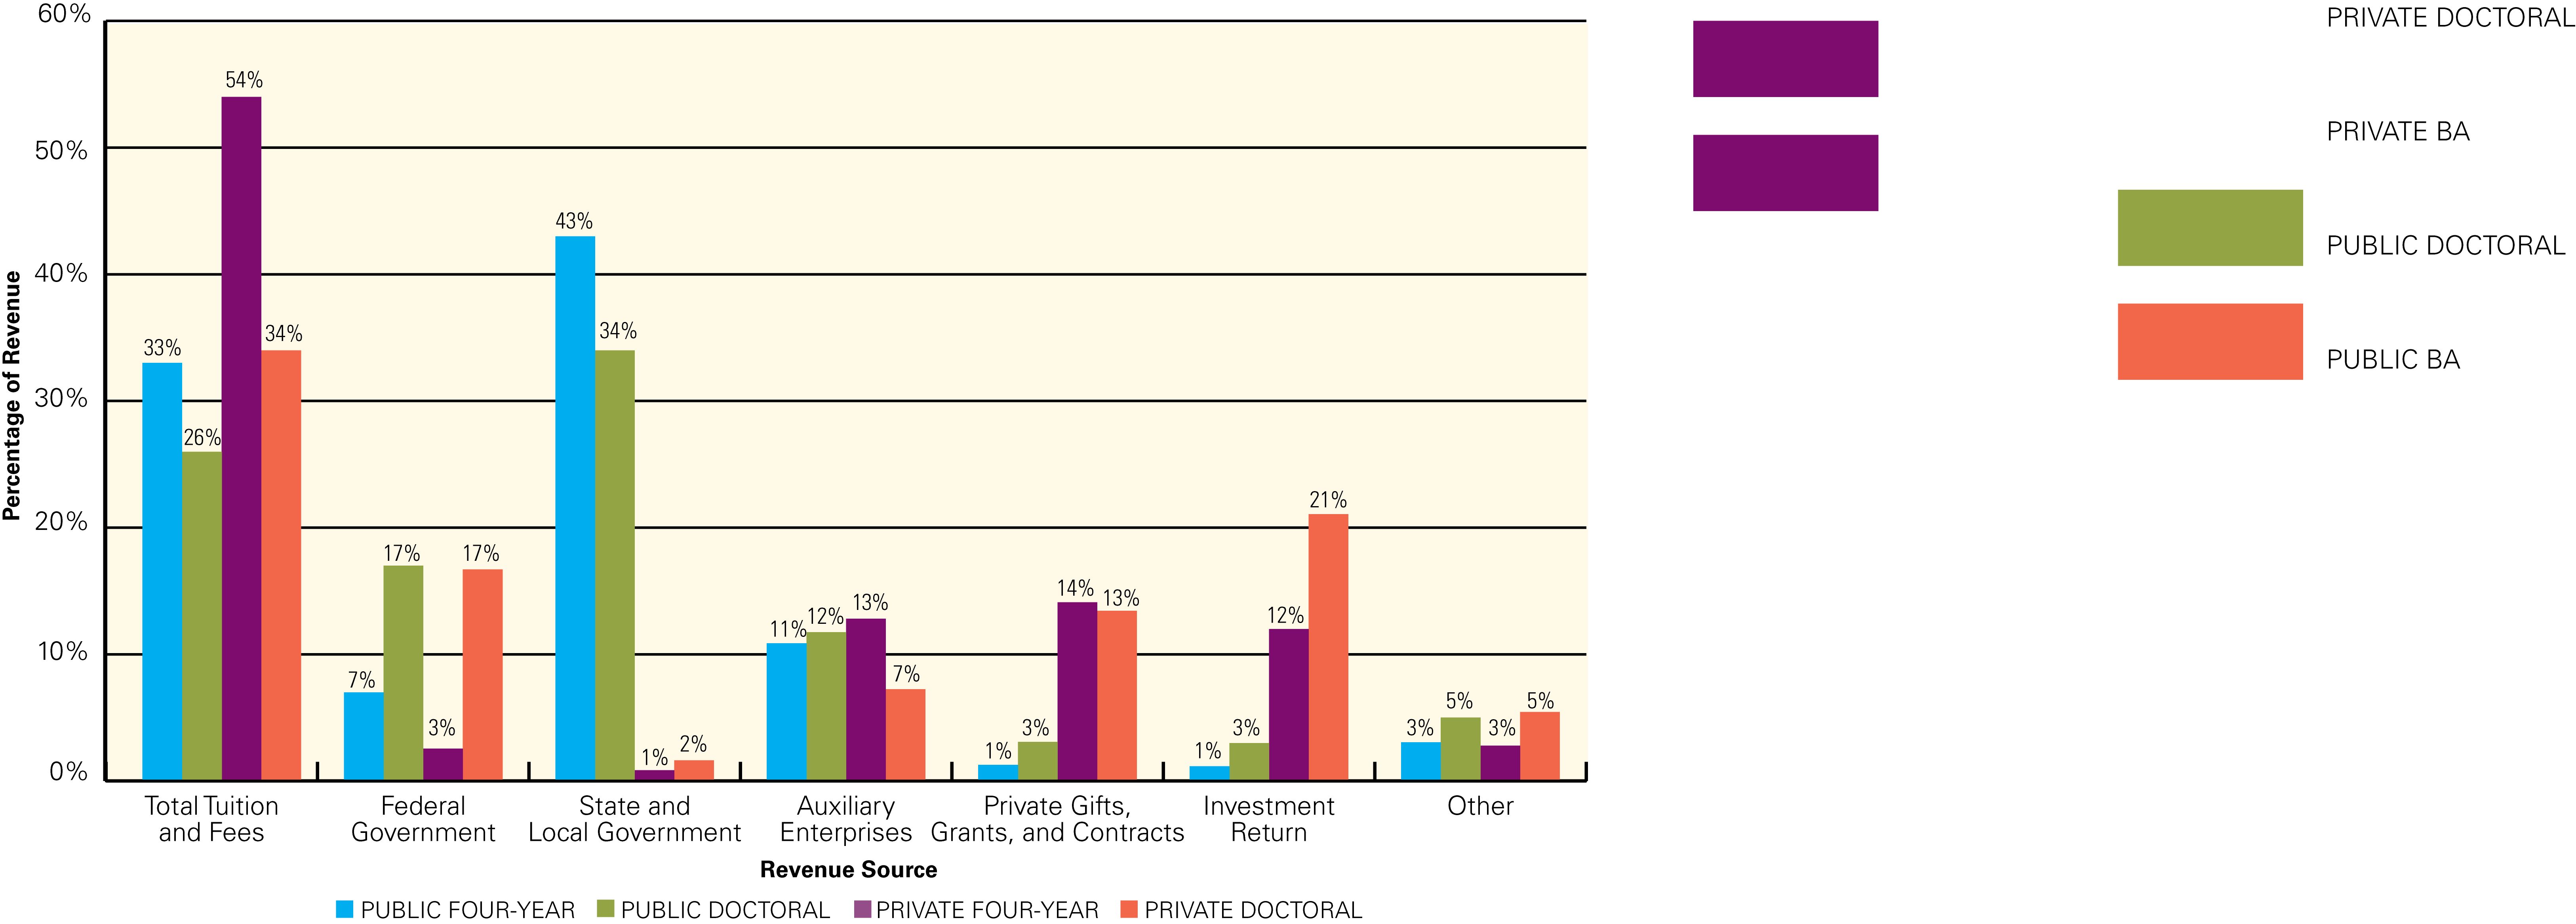 60%
50%
40%
30%
20%
10%
0%
Percentage of Revenue
33%
26%
54%
34%
7%
17%
3%
17%
43%
34%
1%
2%
11%
12%
13%
7%
1%
3%
14%
13%
1%
3%
12%
21%
3%
5%
3%
5%
Total Tuition
and Fees
Federal
Government
State and
Local Government
Auxiliary
Enterprises
Private Gifts,
Grants, and Contracts
Investment
Return
Other
Revenue Source
PUBLIC FOUR-YEAR
PUBLIC DOCTORAL
PRIVATE FOUR-YEAR
PRIVATE DOCTORAL
PRIVATE DOCTORAL
PRIVATE BA
PUBLIC DOCTORAL
PUBLIC BA